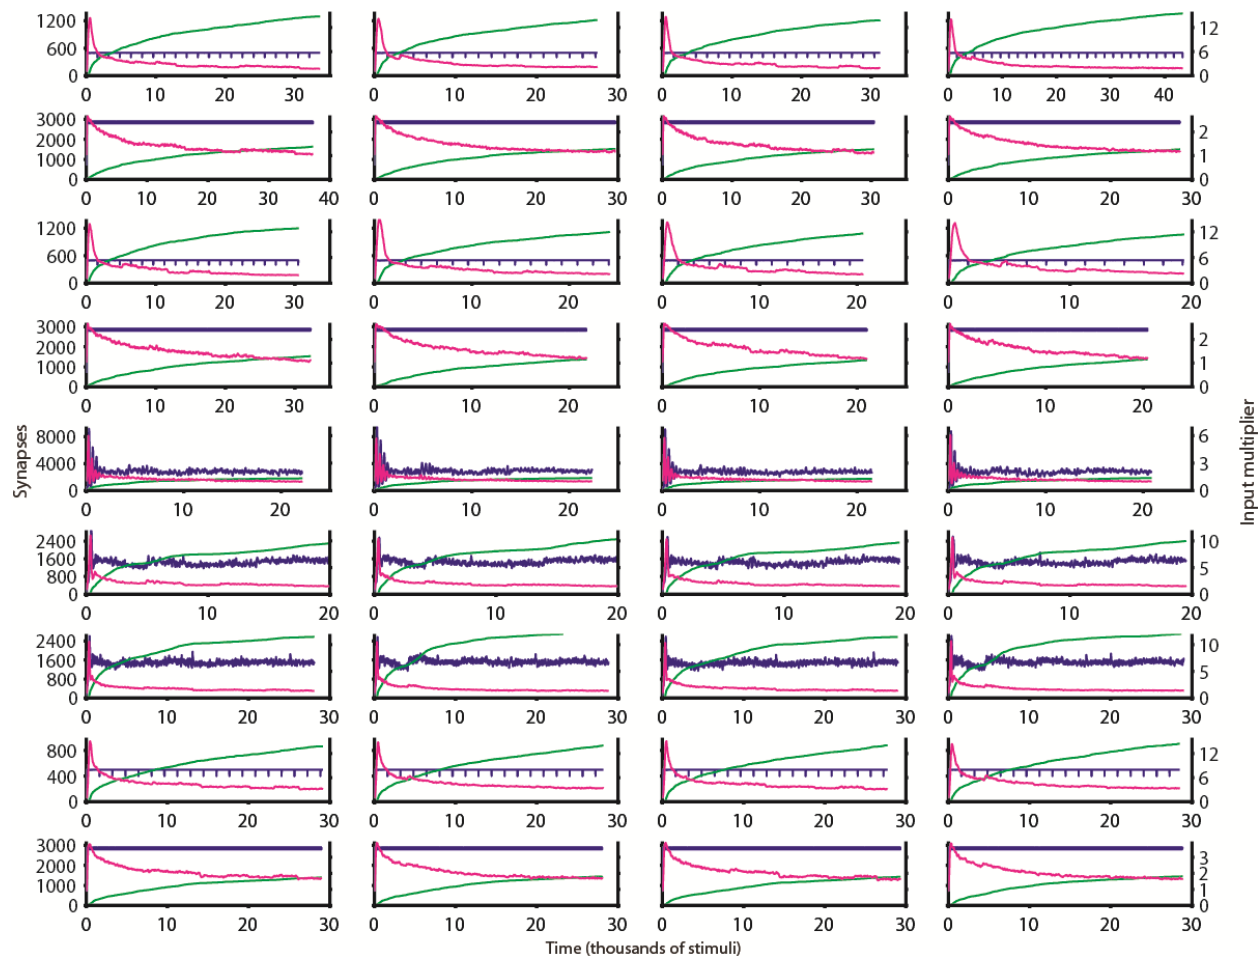 1200 600 0 12 6 0
0 10 20 30 0 10 20 30 0 10 20 30 0 10 20 30 40
3000 2000 1000 0 2 1 0
0 10 20 30 40 0 10 20 30 0 10 20 30 0 10 20 30
1200 600 0 12 6 0
0 10 20 30 0 10 20 0 10 20 0 10 20
3000 2000 1000 0 2 1 0
0 10 20 30 0 10 20 0 10 20 0 10 20
Synapses
Input multiplier
8000 4000 0 6 3 0
0 10 20 0 10 20 0 10 20 0 10 20
2400 1600 800 0 10 5 0
0 10 20 0 10 20 0 10 20 0 10 20
2400 1600 800 0 10 5 0
0 10 20 30 0 10 20 30 0 10 20 30 0 10 20 30
800 400 0 12 6 0
0 10 20 30 0 10 20 30 0 10 20 30 0 10 20 30
3000 2000 1000 0 3 2 1 0
0 10 20 30 0 10 20 30 0 10 20 30 0 10 20 30
Time (thousands of stimuli)